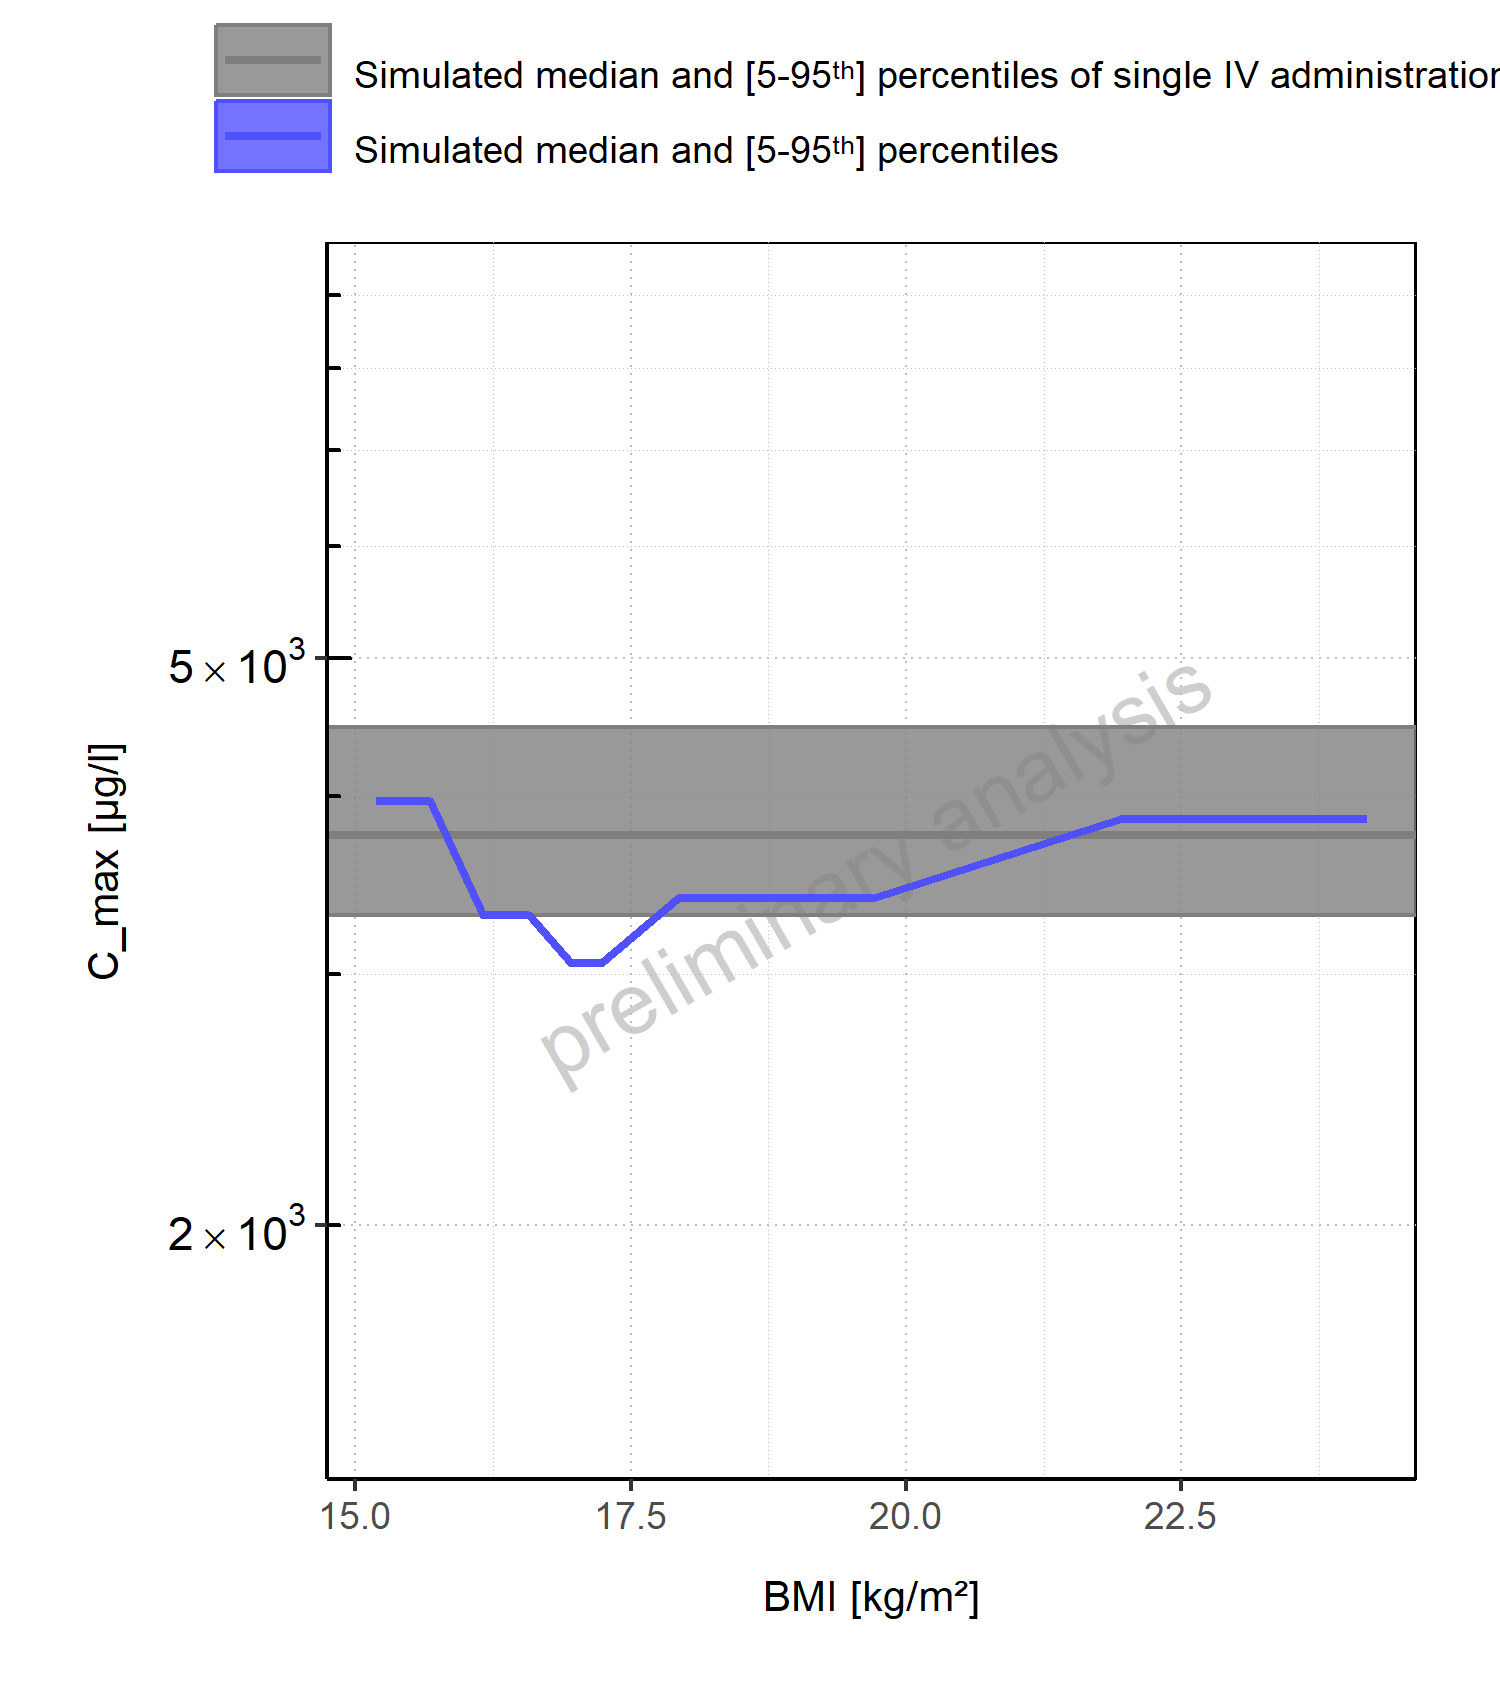 Simulated median and [5-95ᵗʰ] percentiles of single IV administration
Simulated median and [5-95ᵗʰ] percentiles
5 × 10³
2 × 10³
C_max [µg/l]
preliminary analysis
15.0 17.5 20.0 22.5
BMI [kg/m²]